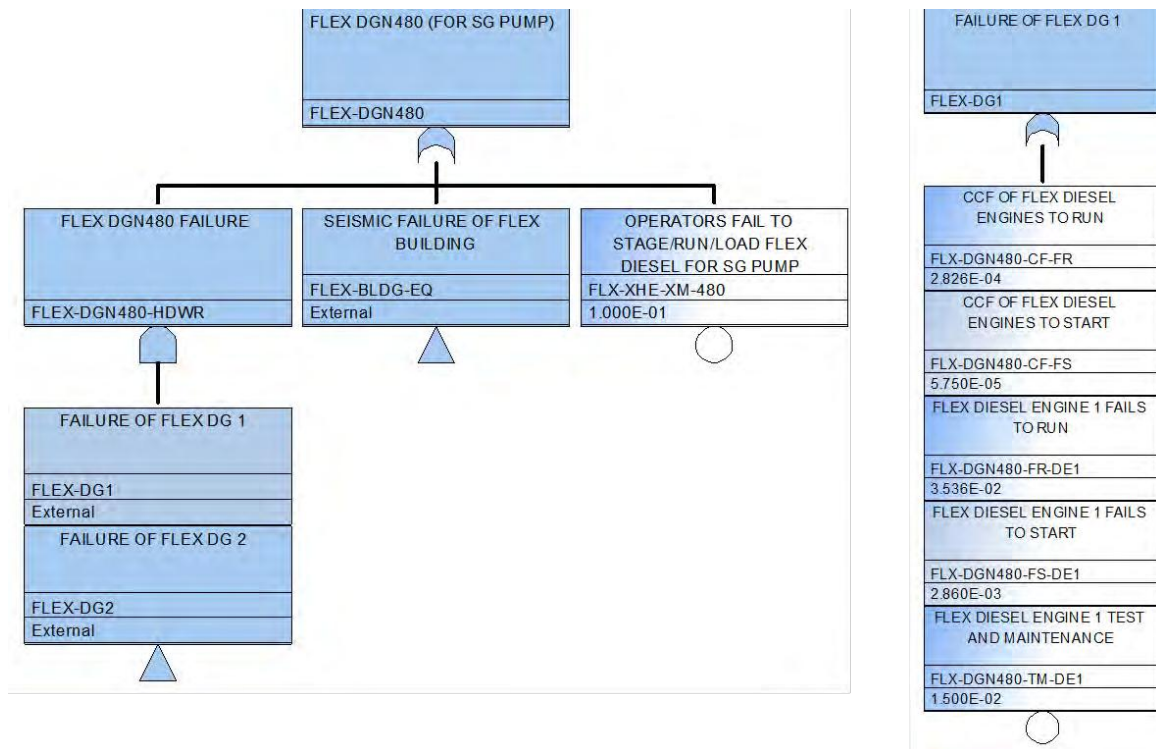 FLEX DGN480 (FOR SG PUMP)
FLEX-DGN480
FLEX DGN480 FAILURE
FLEX-DGN480-HDWR
SEISMIC FAILURE OF FLEX
BUILDING
FLEX-BLDG-EQ
External
OPERATORS FAIL TO
STAGE/RUN/LOAD FLEX
DIESEL FOR SG PUMP
FLX-XHE-XM-480
1.000E-01
FAILURE OF FLEX DG 1
FLEX-DG1
External
FAILURE OF FLEX DG 2
FLEX-DG2
External
FAILURE OF FLEX DG 1
FLEX-DG1
CCF OF FLEX DIESEL
ENGINES TO RUN
FLX-DGN480-CF-FR
2.826E-04
CCF OF FLEX DIESEL
ENGINES TO START
FLX-DGN480-CF-FS
5.750E-05
FLEX DIESEL ENGINE 1 FAILS
TO RUN
FLX-DGN480-FR-DE1
3.536E-02
FLEX DIESEL ENGINE 1 FAILS
TO START
FLX-DGN480-FS-DE1
2.860E-03
FLEX DIESEL ENGINE 1 TEST
AND MAINTENANCE
FLX-DGN480-TM-DE1
1.500E-02